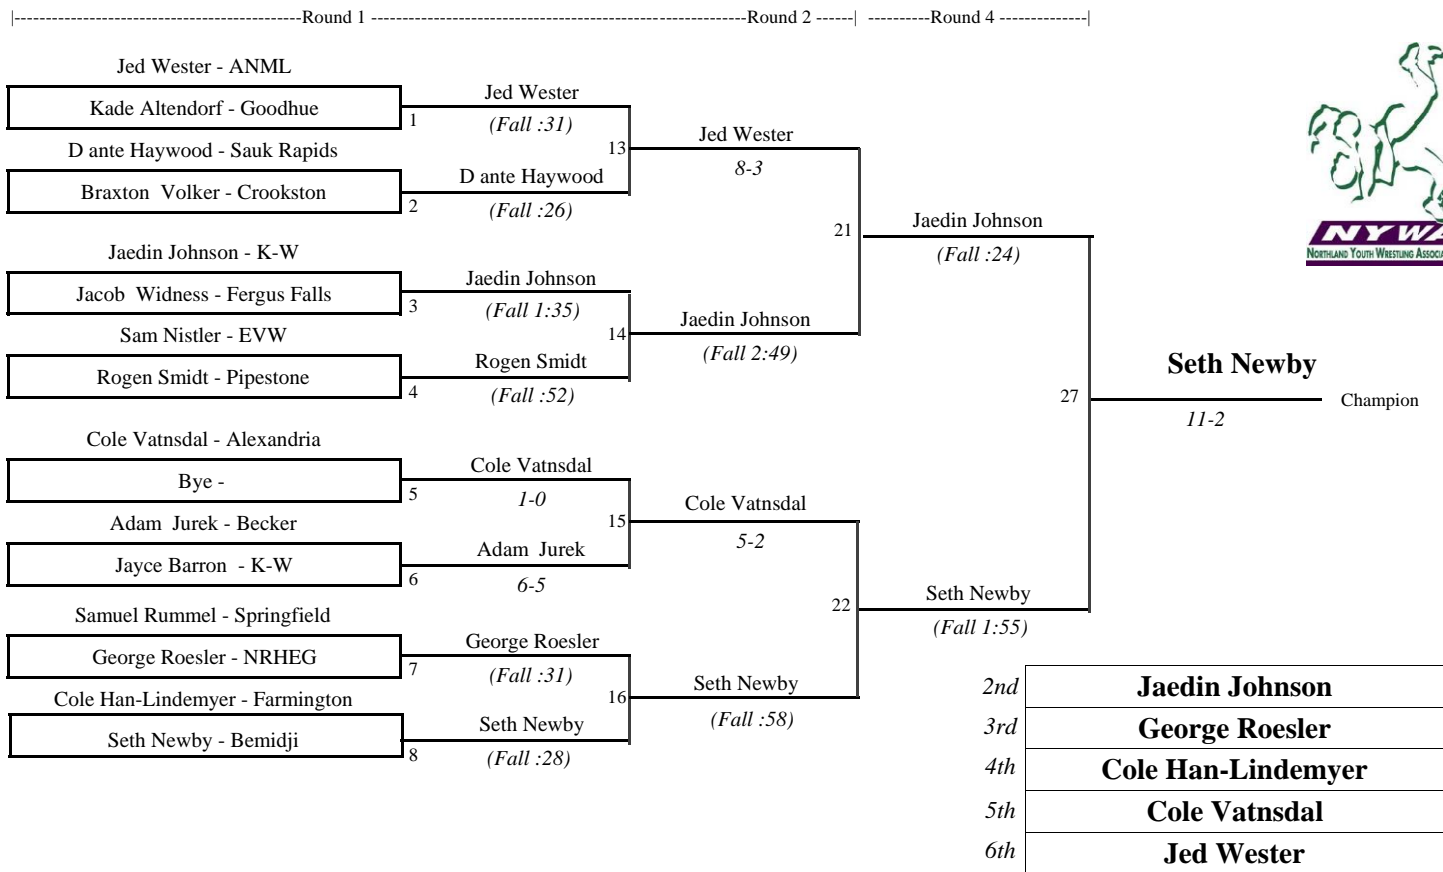 |-----------------------------------------------Round 1 -------------------------------------------------------------Round 2 ------| ----------Round 4 --------------|
Jed Wester - ANML
Kade Altendorf - Goodhue
1
Jed Wester
(Fall :31)
D ante Haywood - Sauk Rapids
Braxton  Volker - Crookston
2
D ante Haywood
(Fall :26)
13
Jed Wester
8-3
Jaedin Johnson - K-W
Jacob  Widness - Fergus Falls
3
Jaedin Johnson
(Fall 1:35)
Sam Nistler - EVW
Rogen Smidt - Pipestone
4
Rogen Smidt
(Fall :52)
14
Jaedin Johnson
(Fall 2:49)
21
Jaedin Johnson
(Fall :24)
Cole Vatnsdal - Alexandria
Bye -
5
Cole Vatnsdal
1-0
Adam  Jurek - Becker
Jayce Barron  - K-W
6
Adam  Jurek
6-5
15
Cole Vatnsdal
5-2
Samuel Rummel - Springfield
George Roesler - NRHEG
7
George Roesler
(Fall :31)
Cole Han-Lindemyer - Farmington
Seth Newby - Bemidji
8
Seth Newby
(Fall :28)
16
Seth Newby
(Fall :58)
22
Seth Newby
(Fall 1:55)
27
Seth Newby
11-2
Champion
NYWA
Northland Youth Wrestling
2nd Jaedin Johnson
3rd George Roesler
4th Cole Han-Lindemyer
5th Cole Vatnsdal
6th Jed Wester